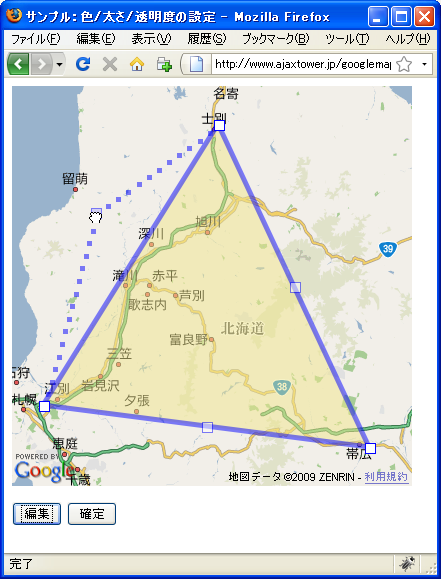 サンプル: 色/太さ/透明度の設定 - Mozilla Firefox
ファイル(F) 編集(E) 表示(V) 履歴(S) ブックマーク(B) ツール(T) ヘルプ(H)
http://www.ajaxtower.jp/googlemap
名寄
士別
留萌
旭川
深川
39
滝川
赤平
芦別
歌志内
北海道
富良野
三笠
石狩
江別
岩見沢
38
札幌
夕張
恵庭
帯広
POWERED BY
Google
千歳
地図データ ©2009 ZENRIN - 利用規約
編集 確定
完了